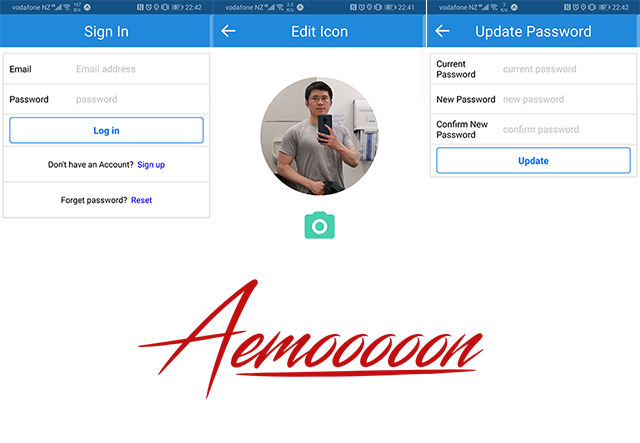 vodafone NZ 22:42
Sign In
Email Email address
Password password
Log in
Don't have an Account? Sign up
Forget password? Reset
vodafone NZ 22:41
Edit Icon
vodafone NZ 22:42
Update Password
Current
Password current password
New Password new password
Confirm New
Password confirm password
Update
Aemooooon